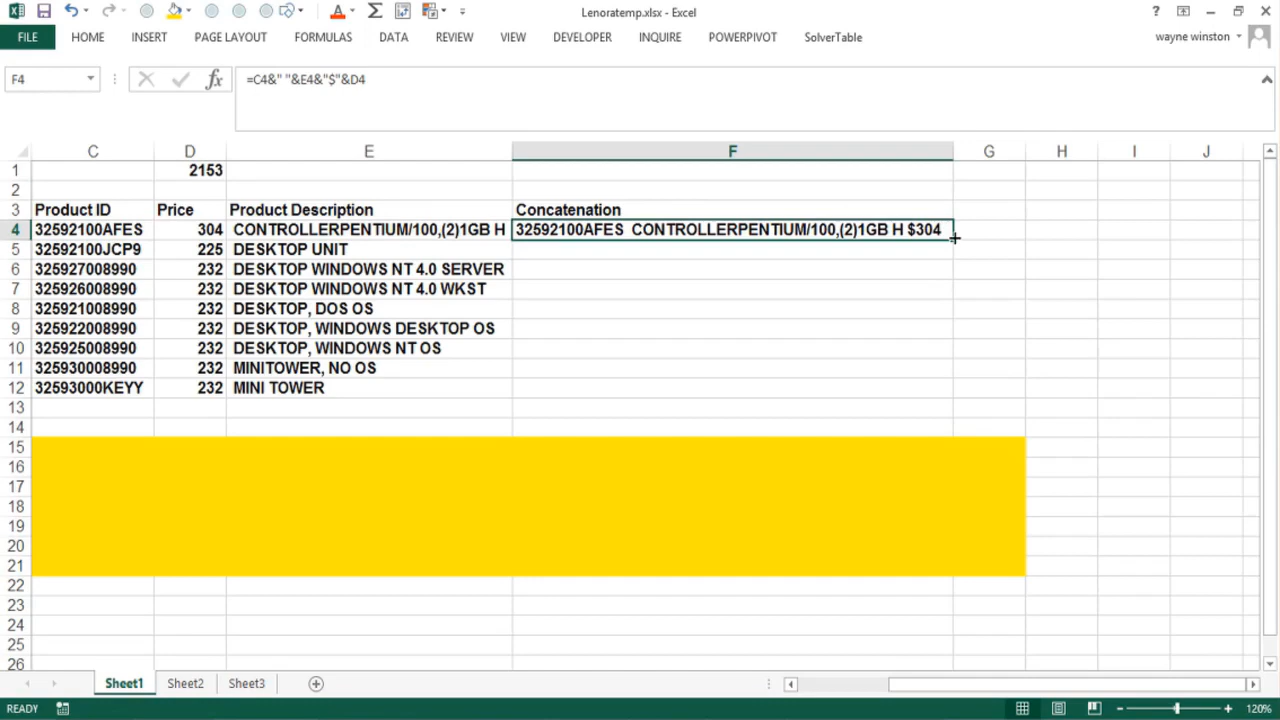 Lenoratemp.xlsx - Excel
?
FILE HOME INSERT PAGE LAYOUT FORMULAS DATA REVIEW VIEW DEVELOPER INQUIRE POWERPIVOT SolverTable wayne winston
F4 fx =C4&" "&E4&"$"&D4
C D E F G H I J
1 2153
2
3 Product ID Price Product Description Concatenation
4 32592100AFES 304 CONTROLLERPENTIUM/100,(2)1GB H 32592100AFES CONTROLLERPENTIUM/100,(2)1GB H $304
5 32592100JCP9 225 DESKTOP UNIT
6 325927008990 232 DESKTOP WINDOWS NT 4.0 SERVER
7 325926008990 232 DESKTOP WINDOWS NT 4.0 WKST
8 325921008990 232 DESKTOP, DOS OS
9 325922008990 232 DESKTOP, WINDOWS DESKTOP OS
10 325925008990 232 DESKTOP, WINDOWS NT OS
11 325930008990 232 MINITOWER, NO OS
12 32593000KEYY 232 MINI TOWER
13
14
15
16
17
18
19
20
21
22
23
24
25
26
Sheet1 Sheet2 Sheet3
READY 120%